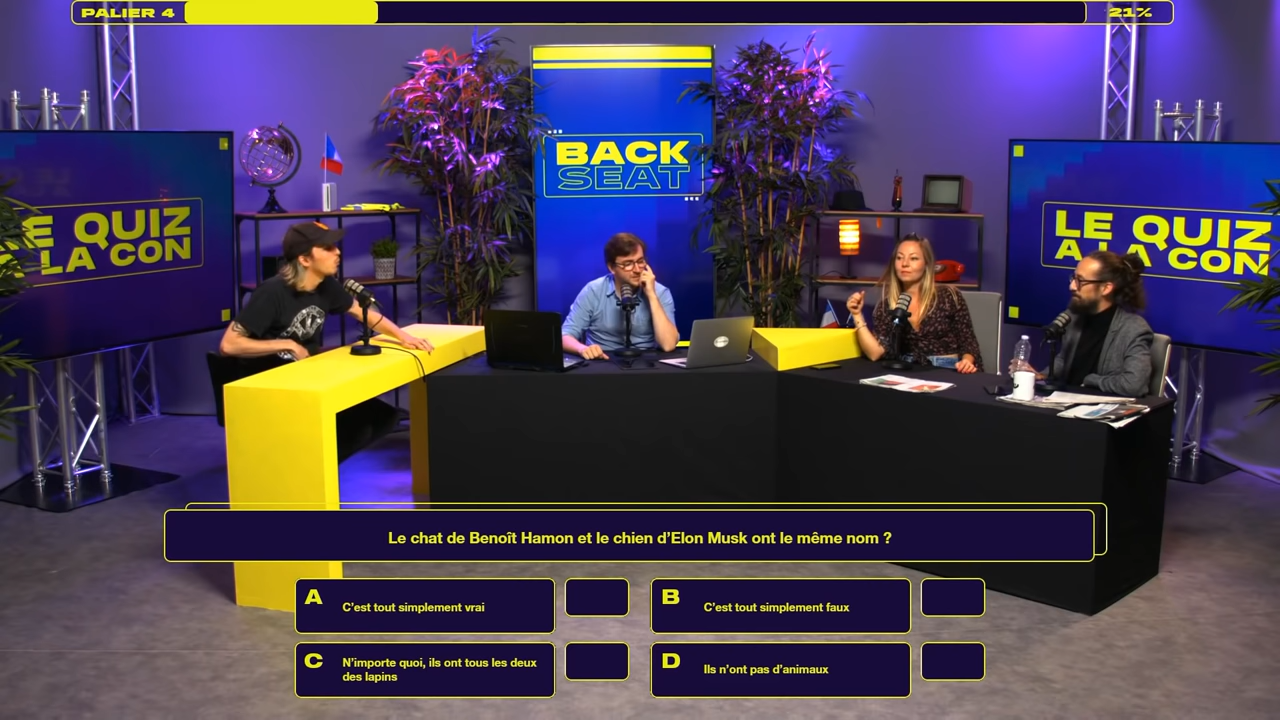 PALIER 4
21%
BACK
SEAT
LE QUIZ
A LA CON
LE QUIZ
A LA CON
Le chat de Benoît Hamon et le chien d'Elon Musk ont le même nom ?
A C'est tout simplement vrai
B C'est tout simplement faux
C N'importe quoi, ils ont tous les deux
des lapins
D Ils n'ont pas d'animaux